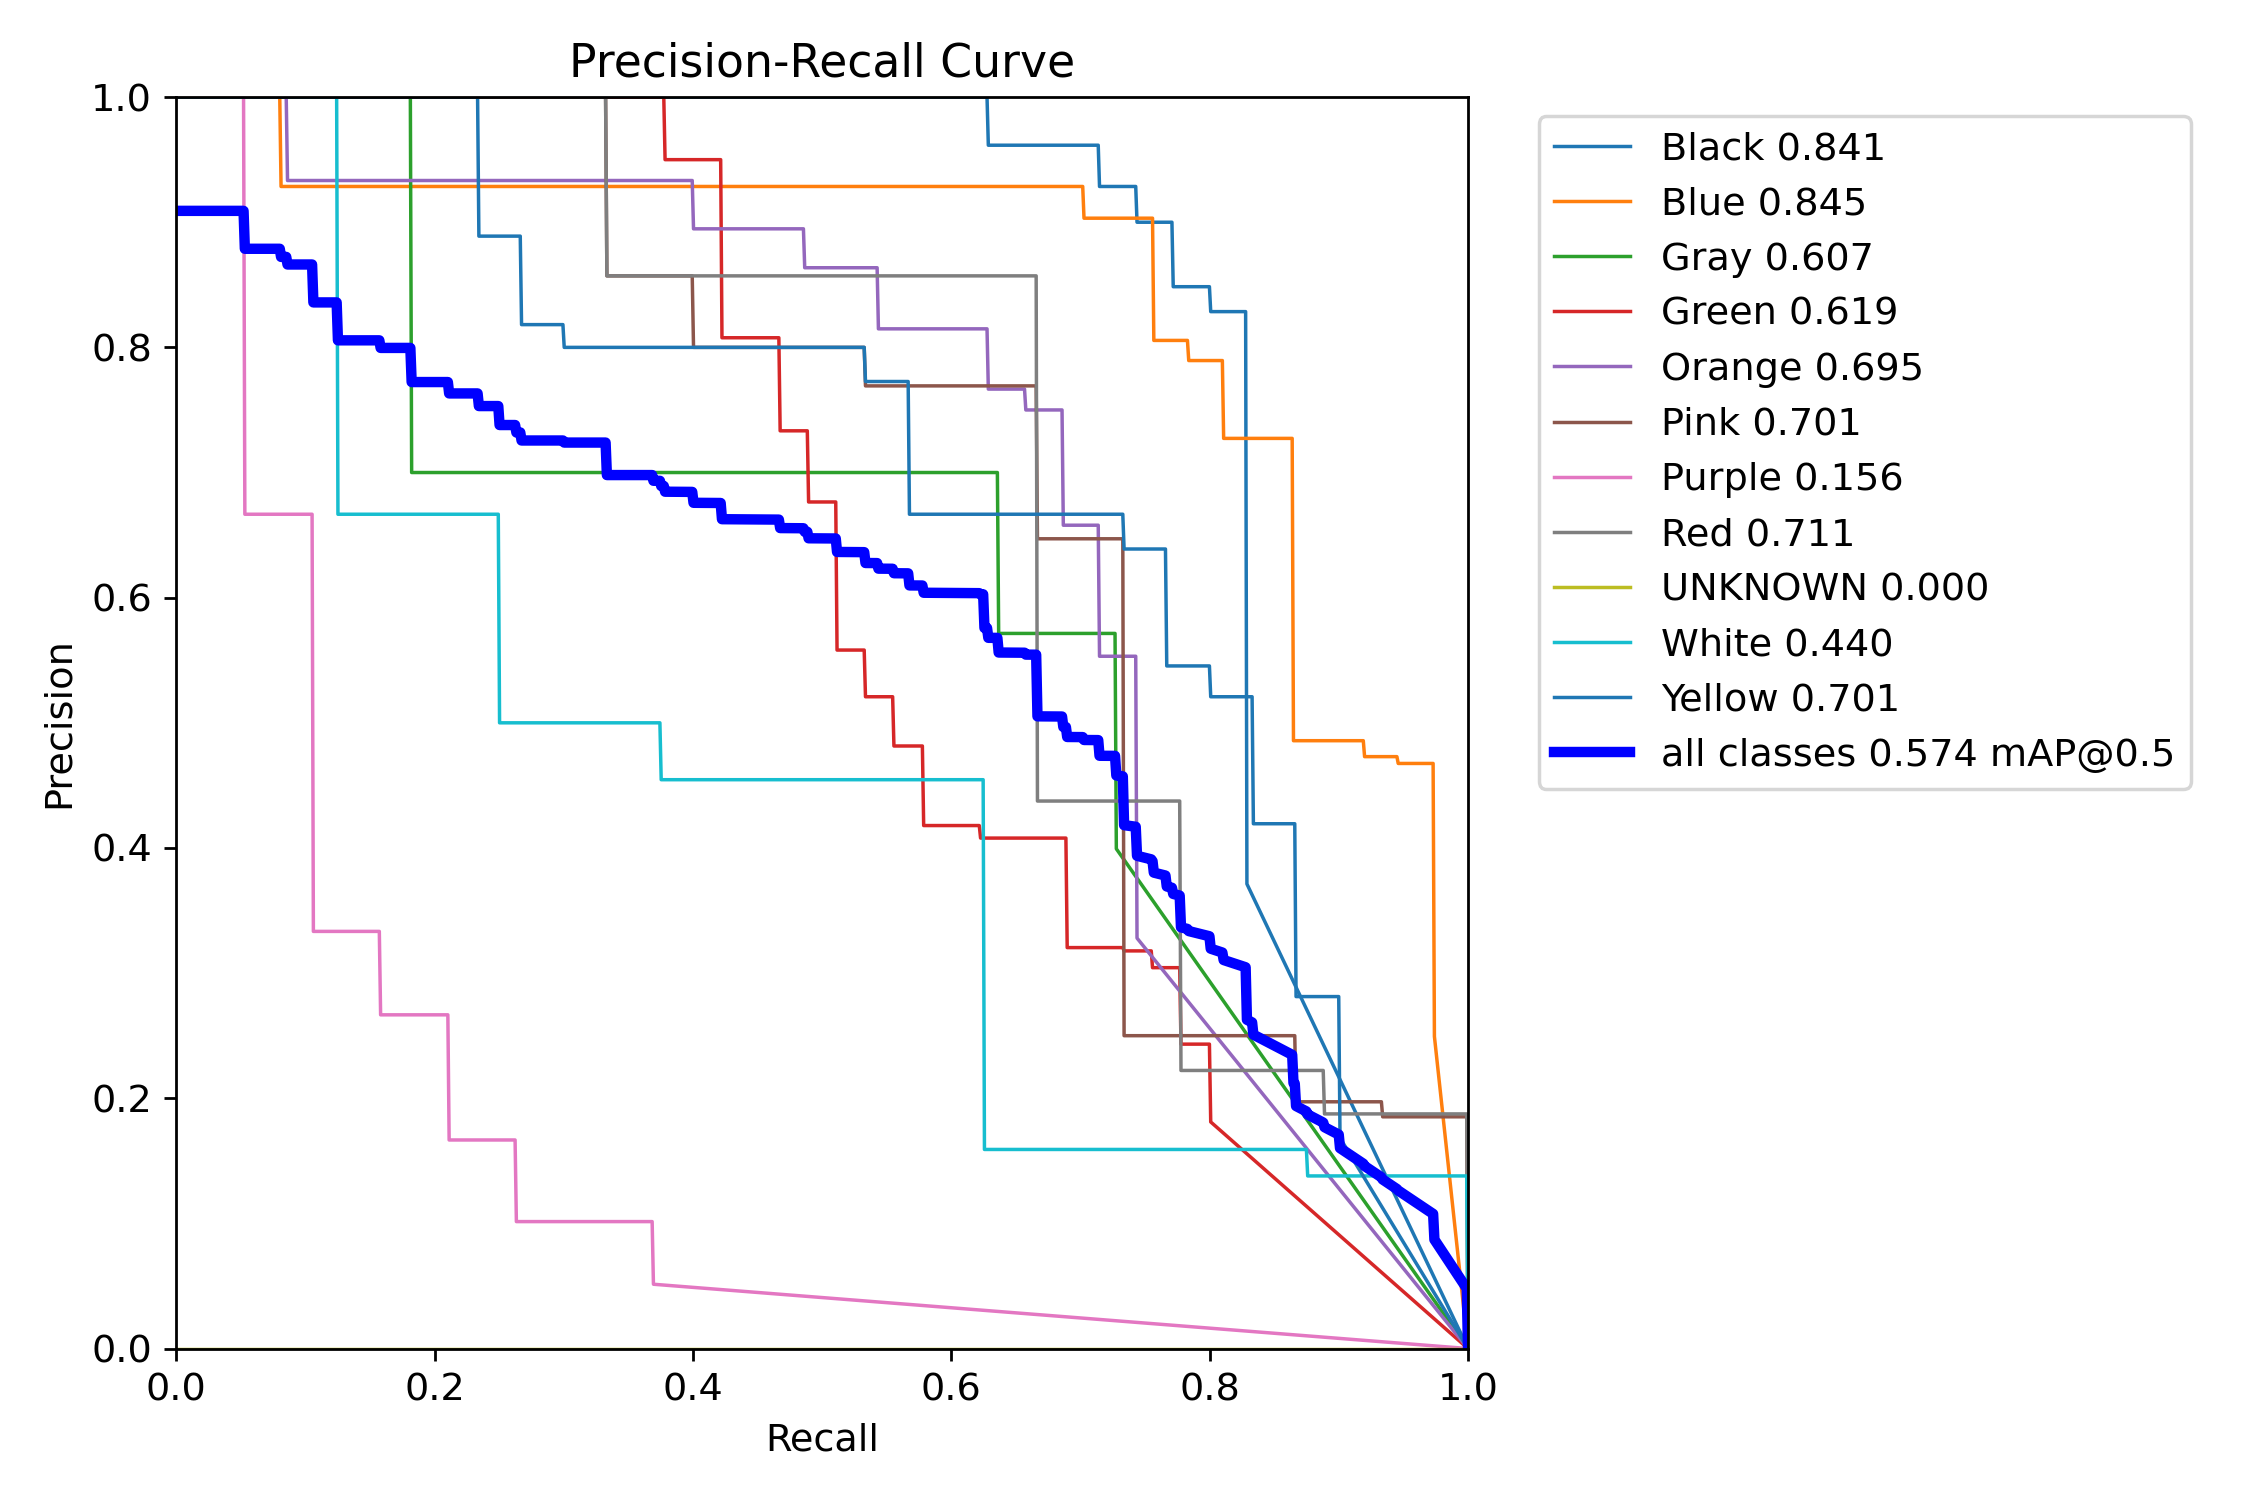 Precision-Recall Curve
1.0
0.8
0.6
0.4
0.2
0.0
Precision
0.0 0.2 0.4 0.6 0.8 1.0
Recall
Black 0.841
Blue 0.845
Gray 0.607
Green 0.619
Orange 0.695
Pink 0.701
Purple 0.156
Red 0.711
UNKNOWN 0.000
White 0.440
Yellow 0.701
all classes 0.574 mAP@0.5